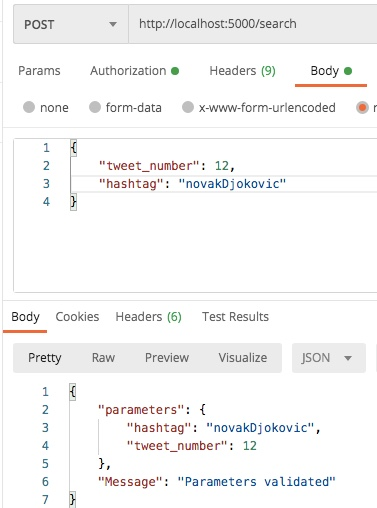 POST http://localhost:5000/search
Params Authorization Headers (9) Body
none form-data x-www-form-urlencoded r
1 {
2 "tweet_number": 12,
3 "hashtag": "novakDjokovic"
4 }
Body Cookies Headers (6) Test Results
Pretty Raw Preview Visualize JSON
1 {
2 "parameters": {
3 "hashtag": "novakDjokovic",
4 "tweet_number": 12
5 },
6 "Message": "Parameters validated"
7 }